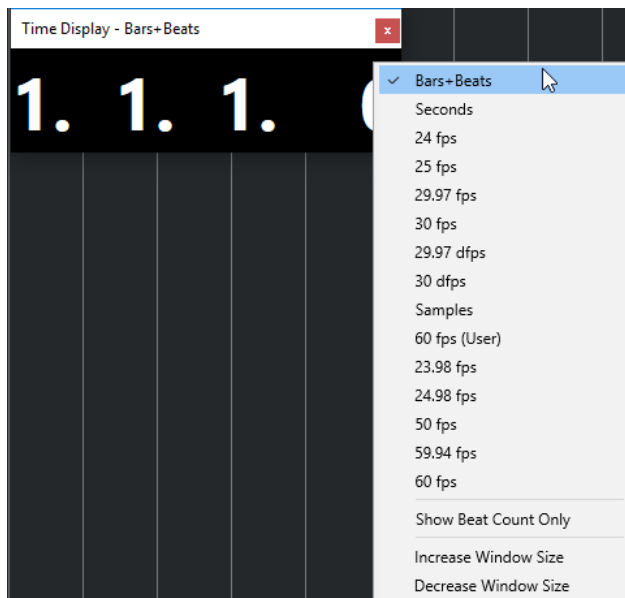 Time Display - Bars+Beats
x
1. 1. 1.
Bars+Beats
Seconds
24 fps
25 fps
29.97 fps
30 fps
29.97 dfps
30 dfps
Samples
60 fps (User)
23.98 fps
24.98 fps
50 fps
59.94 fps
60 fps
Show Beat Count Only
Increase Window Size
Decrease Window Size